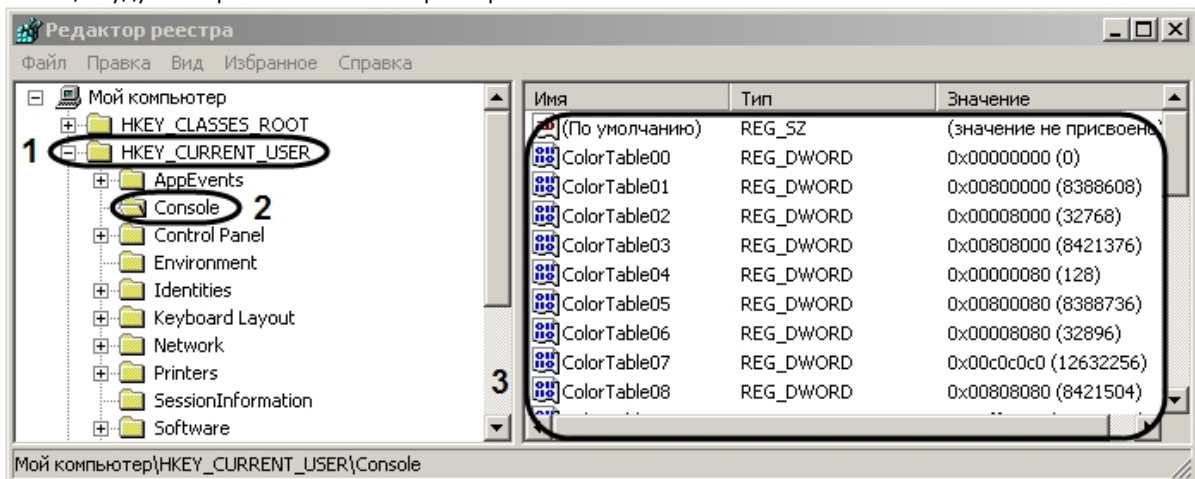 Редактор реестра
Файл Правка Вид Избранное Справка
Мой компьютер
HKEY_CLASSES_ROOT
1 HKEY_CURRENT_USER
AppEvents
Console 2
Control Panel
Environment
Identities
Keyboard Layout
Network
Printers
SessionInformation
Software
3
Имя Тип Значение
(По умолчанию) REG_SZ (значение не присвоено
ColorTable00 REG_DWORD 0x00000000 (0)
ColorTable01 REG_DWORD 0x00800000 (8388608)
ColorTable02 REG_DWORD 0x00008000 (32768)
ColorTable03 REG_DWORD 0x00808000 (8421376)
ColorTable04 REG_DWORD 0x00000080 (128)
ColorTable05 REG_DWORD 0x00800080 (8388736)
ColorTable06 REG_DWORD 0x00008080 (32896)
ColorTable07 REG_DWORD 0x00c0c0c0 (12632256)
ColorTable08 REG_DWORD 0x00808080 (8421504)
Мой компьютер\HKEY_CURRENT_USER\Console